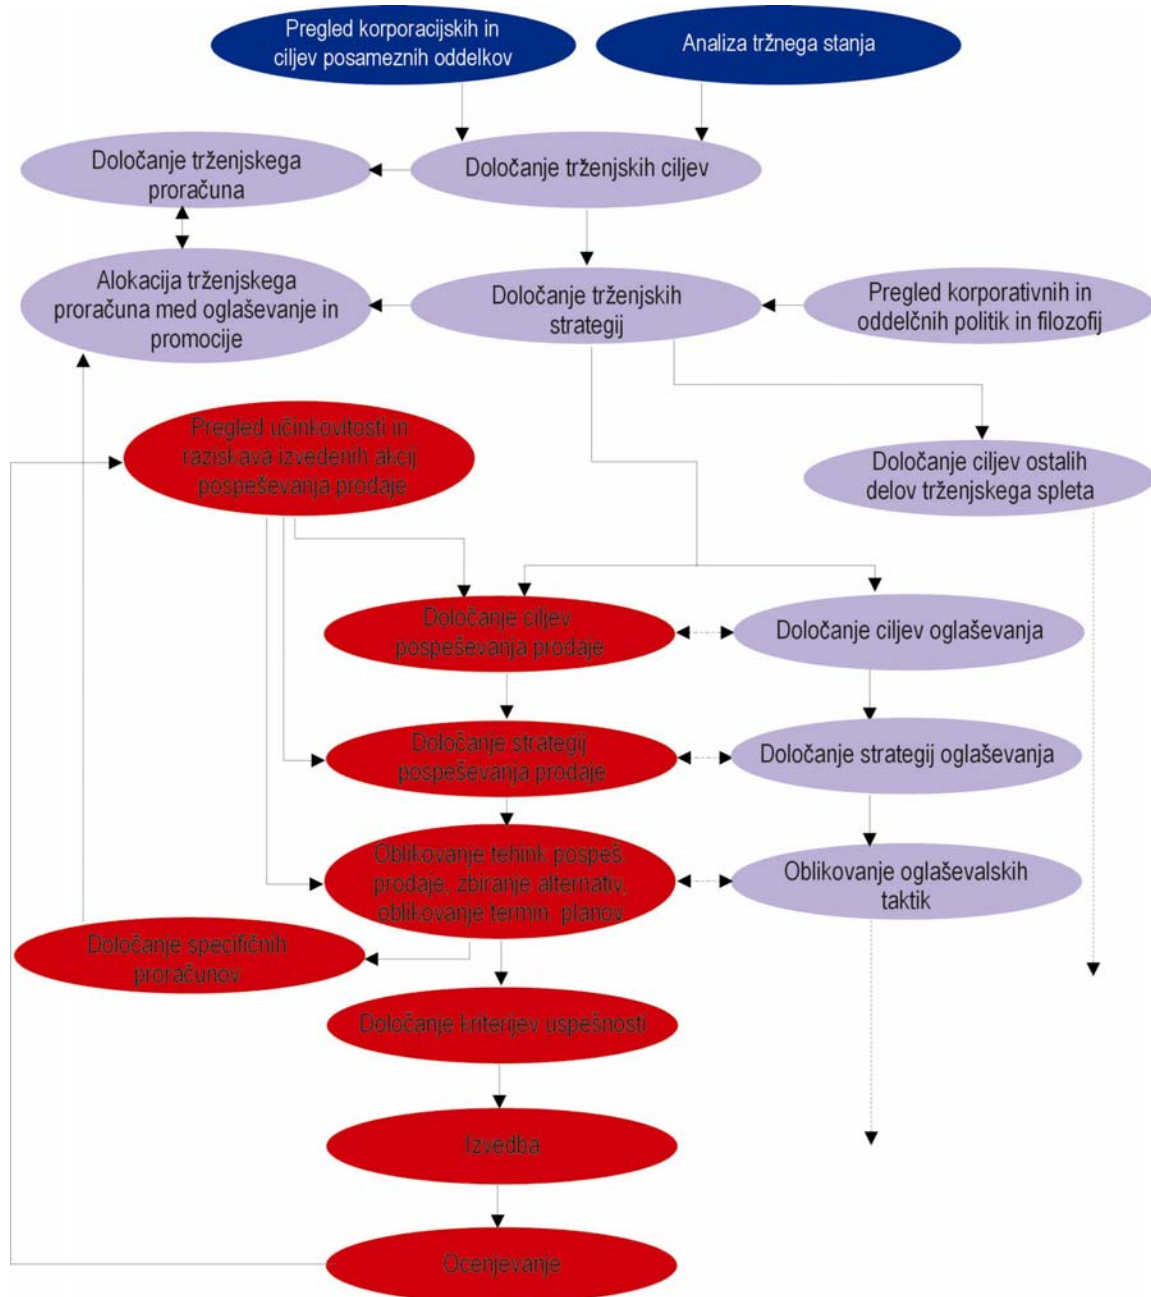 Pregled korporacijskih in
ciljev posameznih oddelkov
Analiza tržnega stanja
Določanje trženjskega
proračuna
Določanje trženjskih ciljev
Alokacija trženjskega
proračuna med oglaševanje in
promocije
Določanje trženjskih
strategij
Pregled korporativnih in
oddelčnih politik in filozofij
Pregled učinkovitosti in
raziskava izvedenih akcij
pospeševanja prodaje
Določanje ciljev ostalih
delov trženjskega spleta
Določanje ciljev
pospeševanja prodaje
Določanje ciljev oglaševanja
Določanje strategij
pospeševanja prodaje
Določanje strategij oglaševanja
Oblikovanje tehink pospeš.
prodaje, zbiranje alternativ,
oblikovanje termin. planov
Oblikovanje oglaševalskih
taktik
Določanje specifičnih
proračunov
Določanje kriterijev uspešnosti
Izvedba
Ocenjevanje